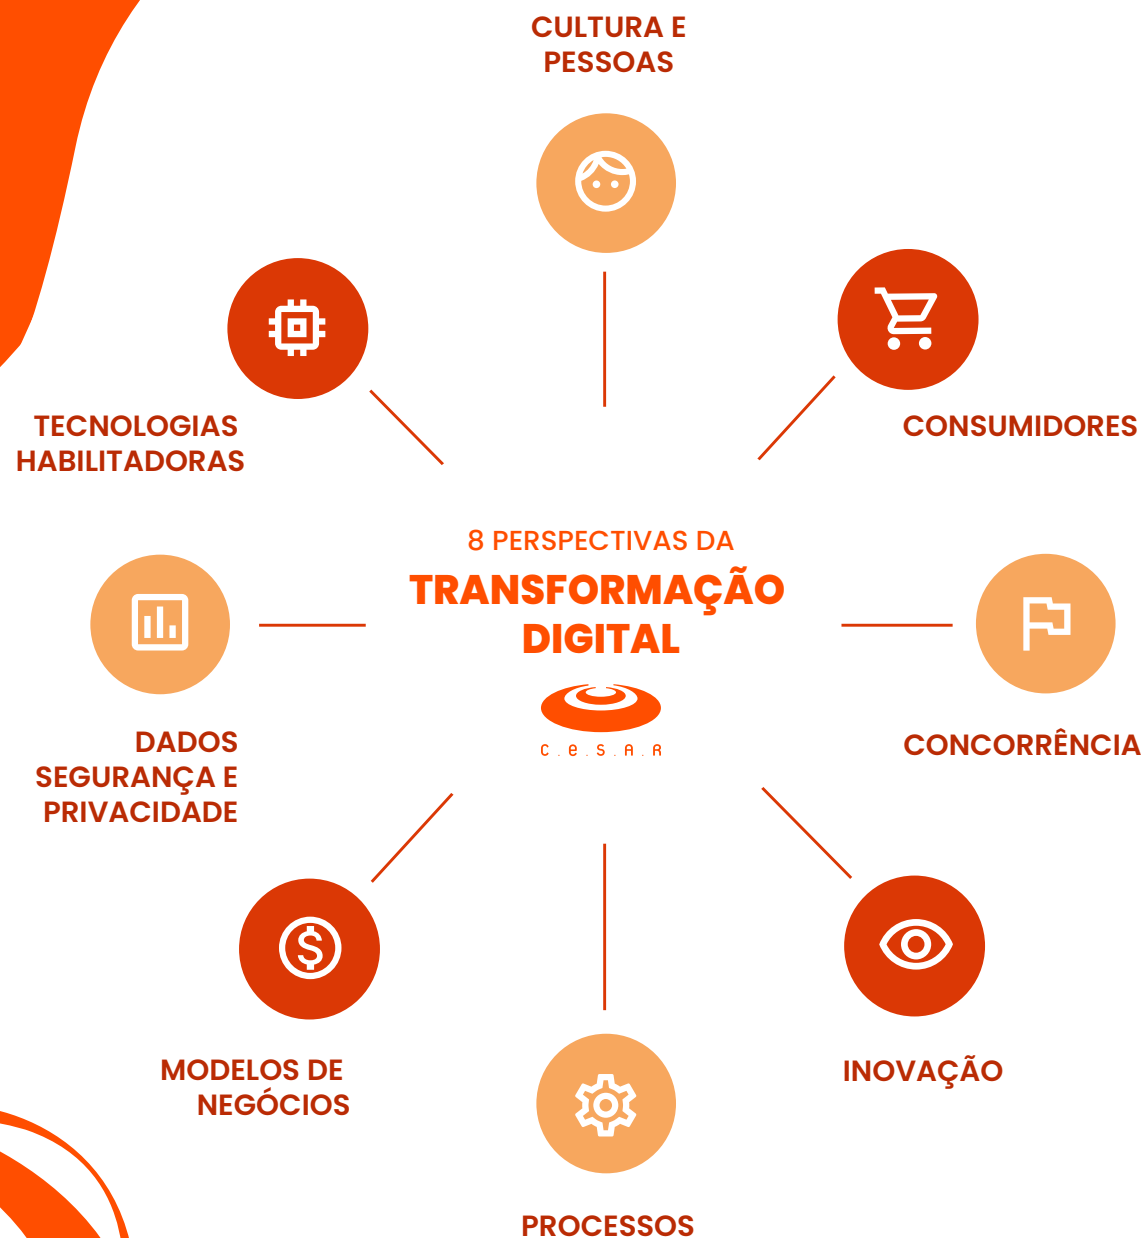 CULTURA E
PESSOAS
TECNOLOGIAS
HABILITADORAS
CONSUMIDORES
8 PERSPECTIVAS DA
TRANSFORMAÇÃO
DIGITAL
C.e.S.A.R
DADOS
SEGURANÇA E
PRIVACIDADE
CONCORRÊNCIA
MODELOS DE
NEGÓCIOS
INOVAÇÃO
PROCESSOS